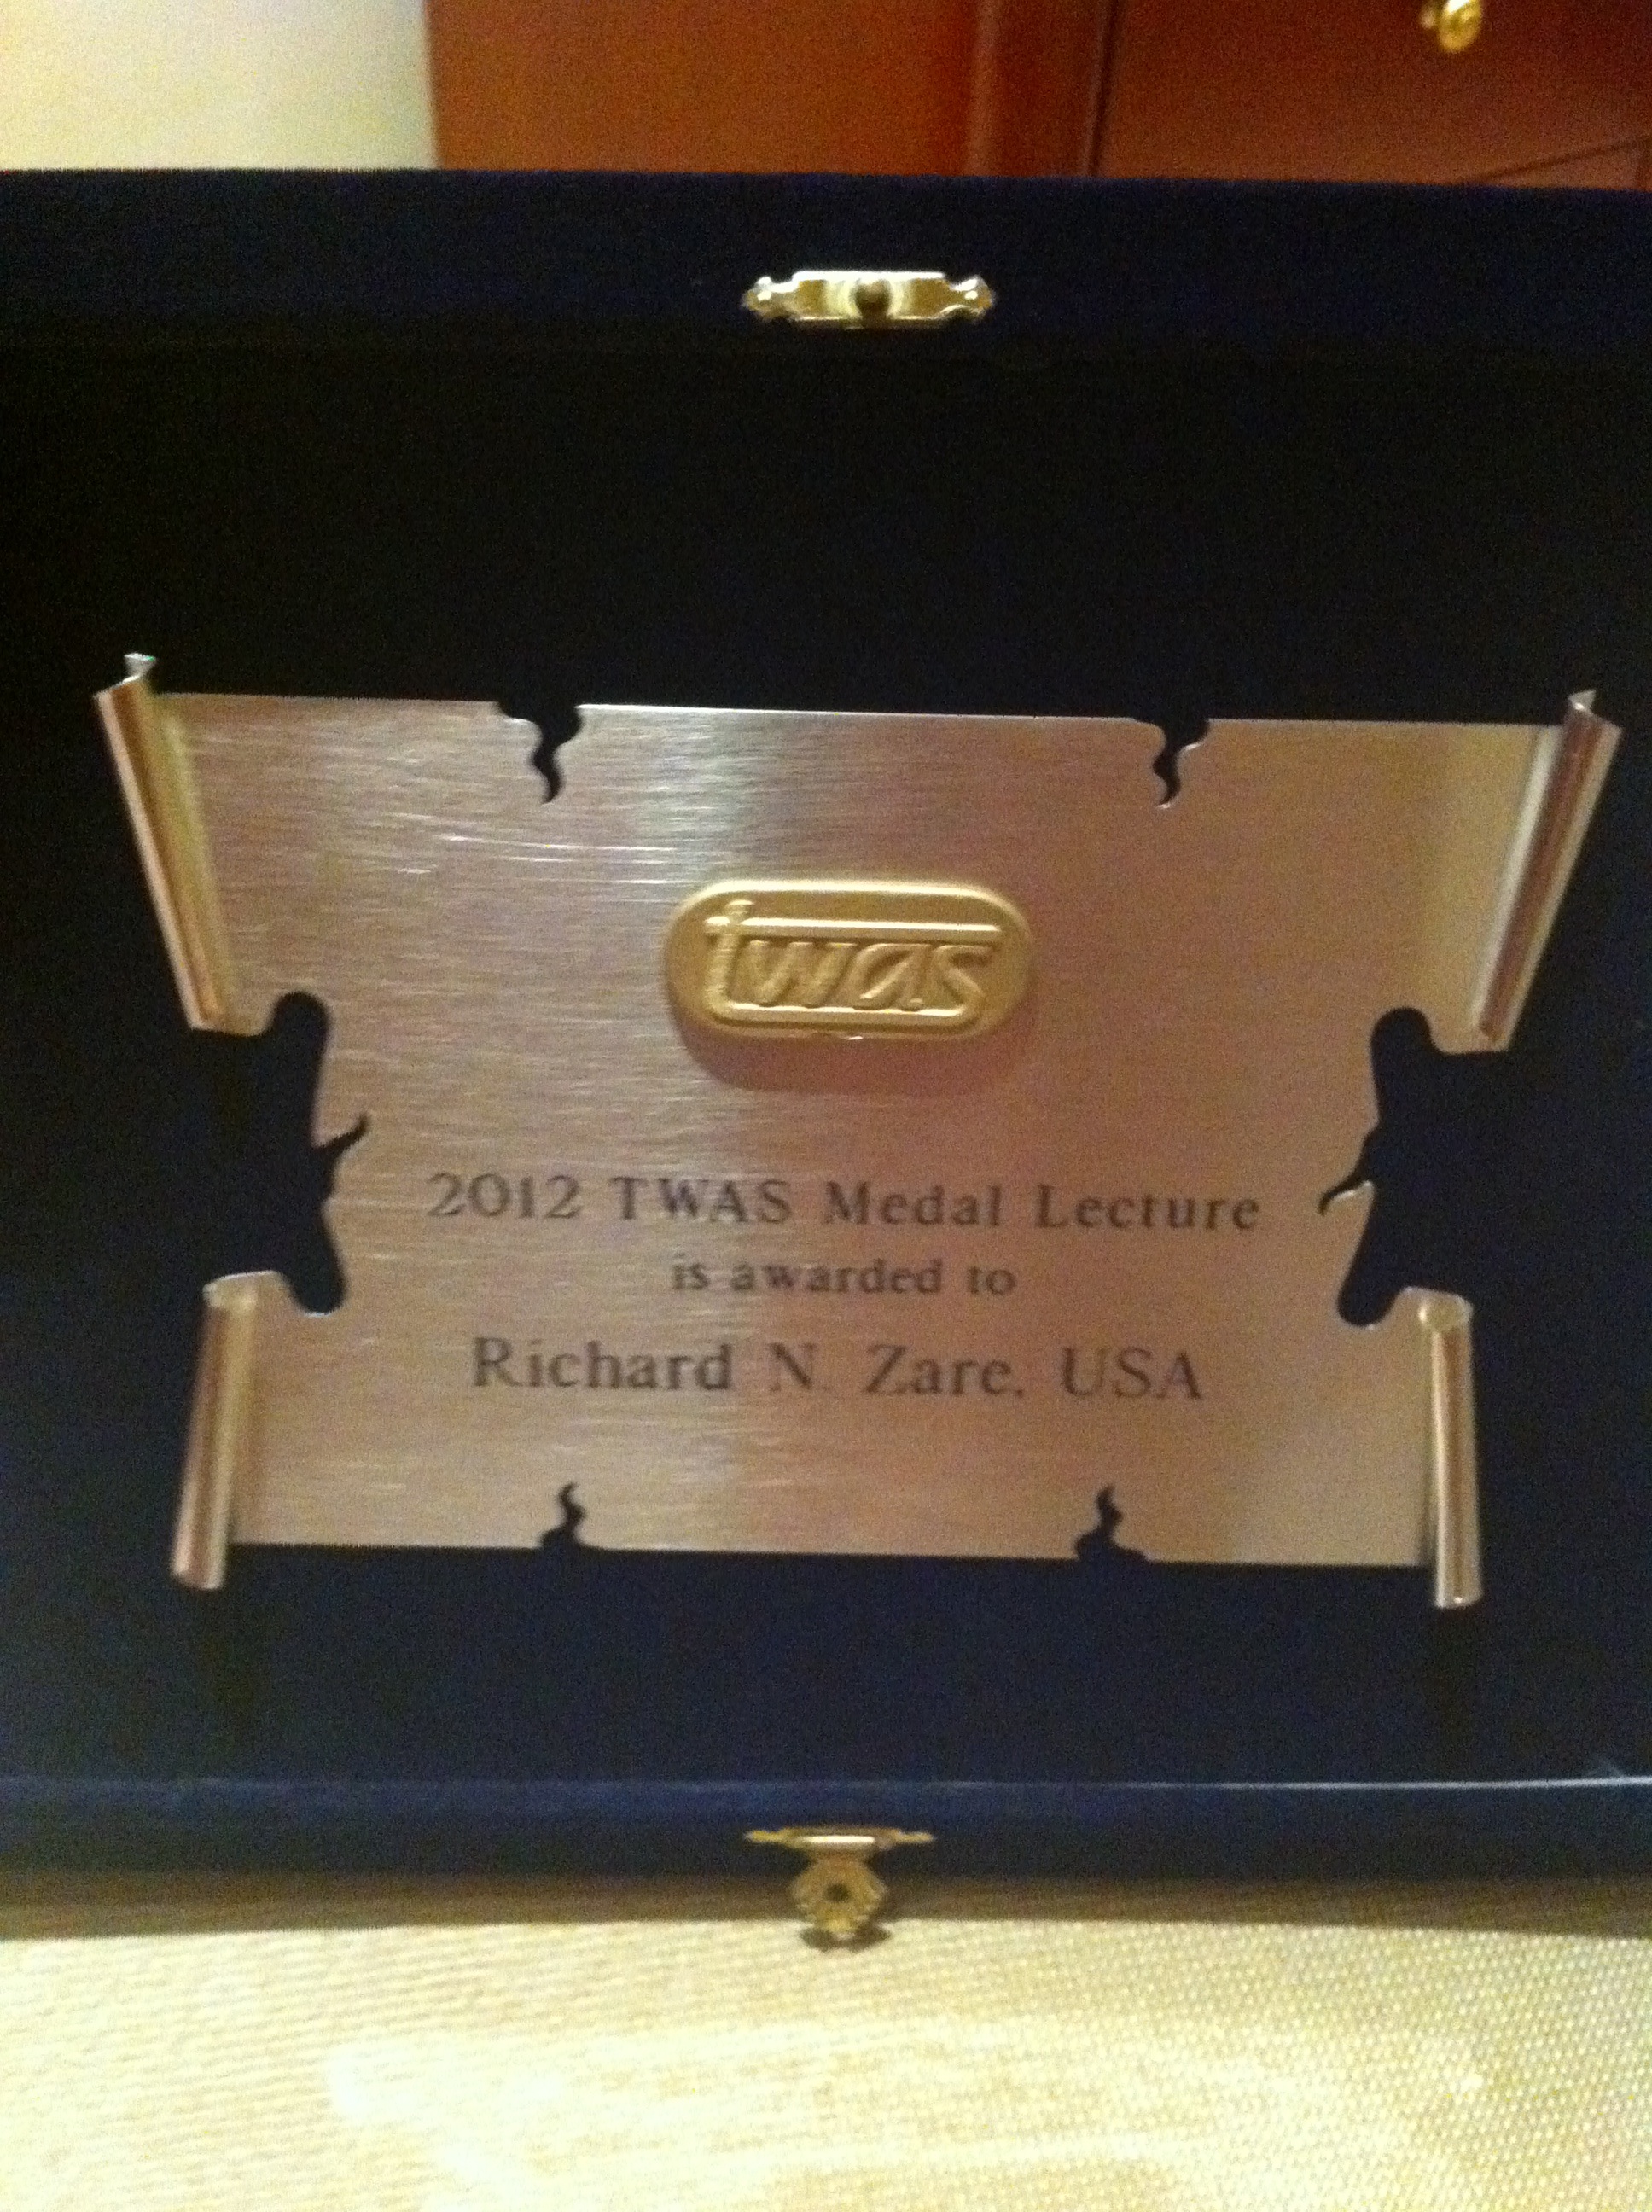 twas
2012 TWAS Medal Lecture
is awarded to
Richard N. Zare, USA